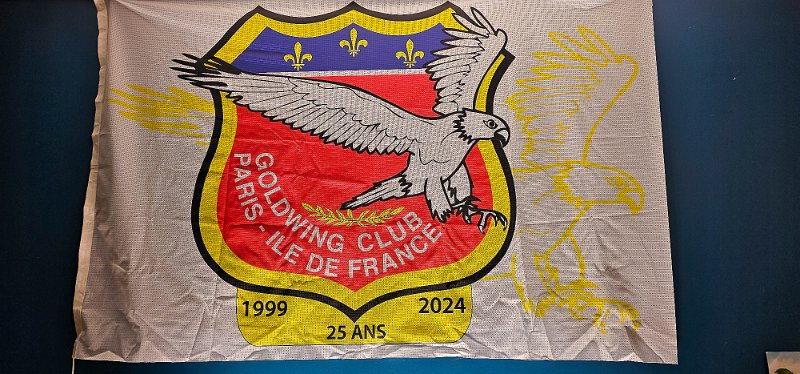 GOLDWING CLUB
PARIS - ILE DE FRANCE
1999 2024
25 ANS